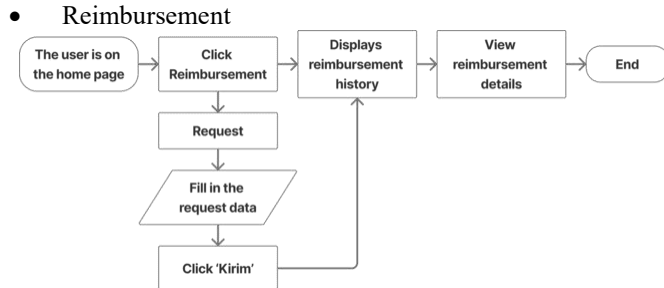 • Reimbursement
The user is on
the home page
Click
Reimbursement
Displays
reimbursement
history
View
reimbursement
details
End
Request
Fill in the
request data
Click ‘Kirim’